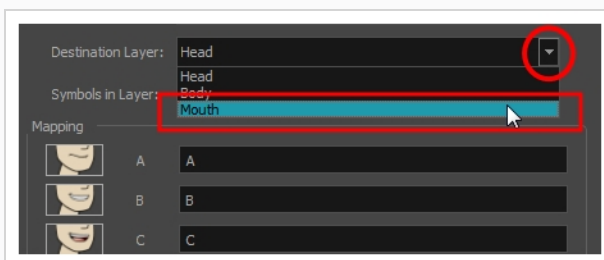 Destination Layer: Head
Head
Symbols in Layer: Body
Mouth
Mapping
A A
B B
C C